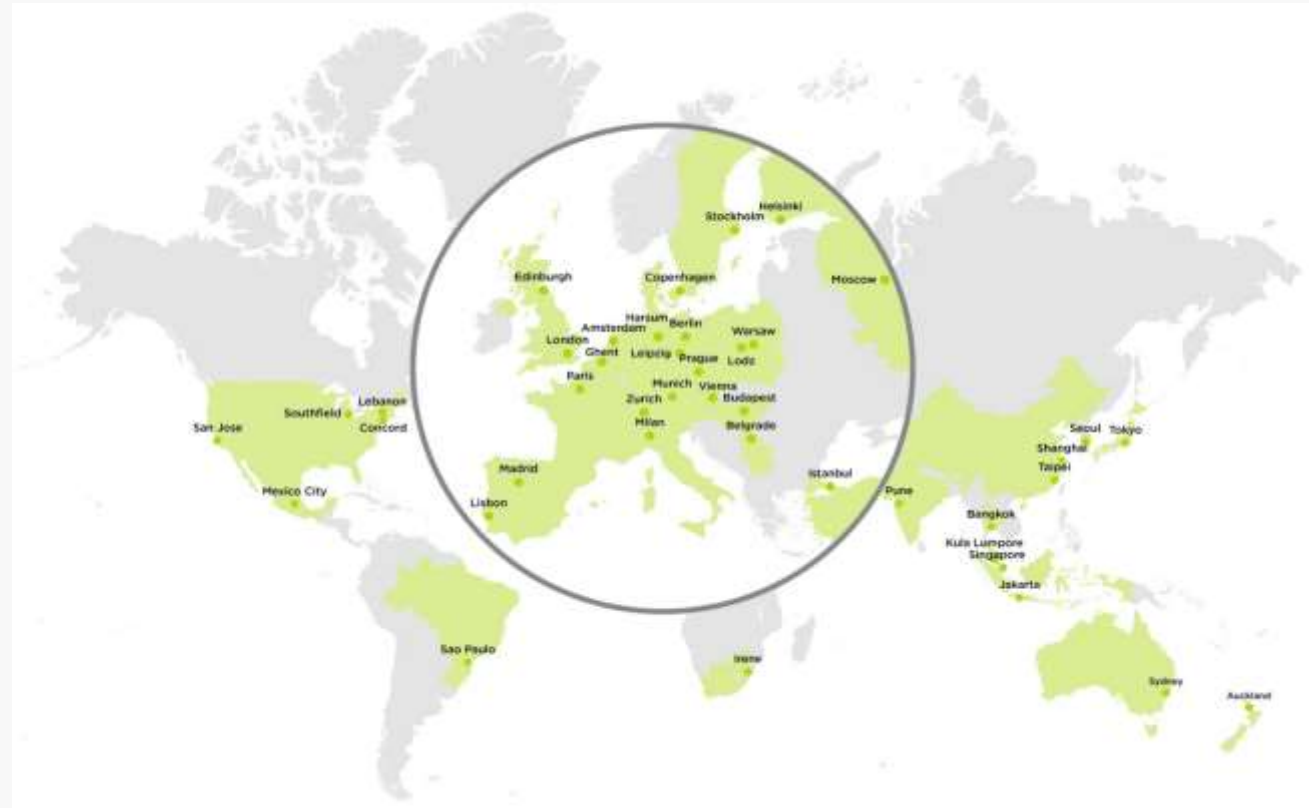 Helsinki
Stockholm
Edinburgh
Copenhagen
Moscow
Harsum
Berlin
Amsterdam
Warsaw
London
Ghent
Leipzig
Prague
Lodz
Paris
Munich
Vienna
Zurich
Budapest
Milan
Belgrade
Madrid
Lisbon
Istanbul
Lebanon
Southfield
Concord
San Jose
Mexico City
Sao Paulo
Irene
Pune
Seoul
Tokyo
Shanghai
Taipei
Bangkok
Kula Lumpore
Singapore
Jakarta
Sydney
Auckland